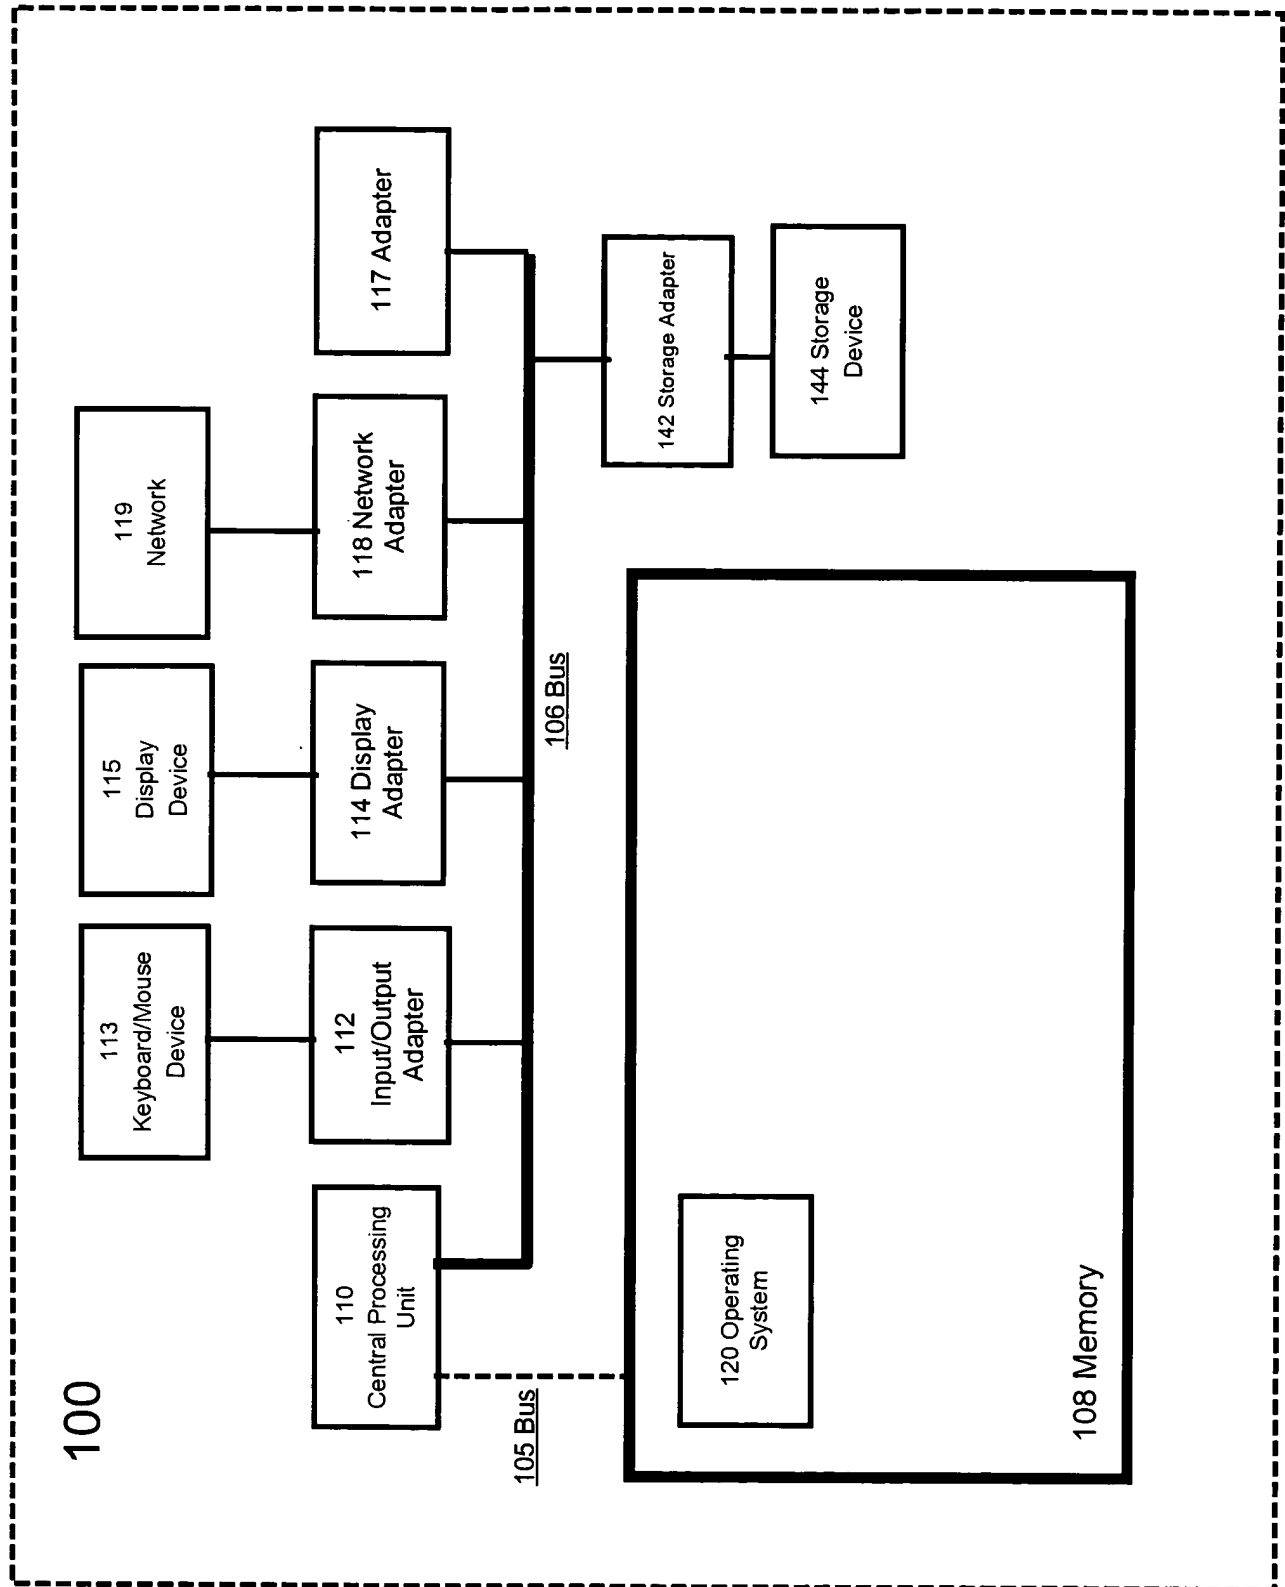 100
113
Keyboard/Mouse
Device
115
Display
Device
119
Network
110
Central Processing
Unit
112
Input/Output
Adapter
114 Display
Adapter
118 Network
Adapter
117 Adapter
105 Bus
106 Bus
142 Storage Adapter
144 Storage
Device
120 Operating
System
108 Memory